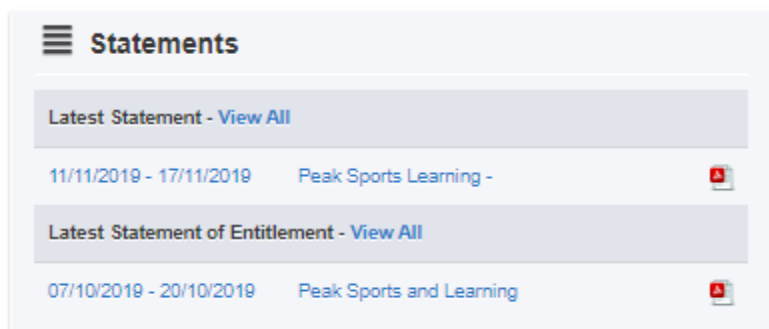 Statements
Latest Statement - View All
11/11/2019 - 17/11/2019 Peak Sports Learning -
Latest Statement of Entitlement - View All
07/10/2019 - 20/10/2019 Peak Sports and Learning